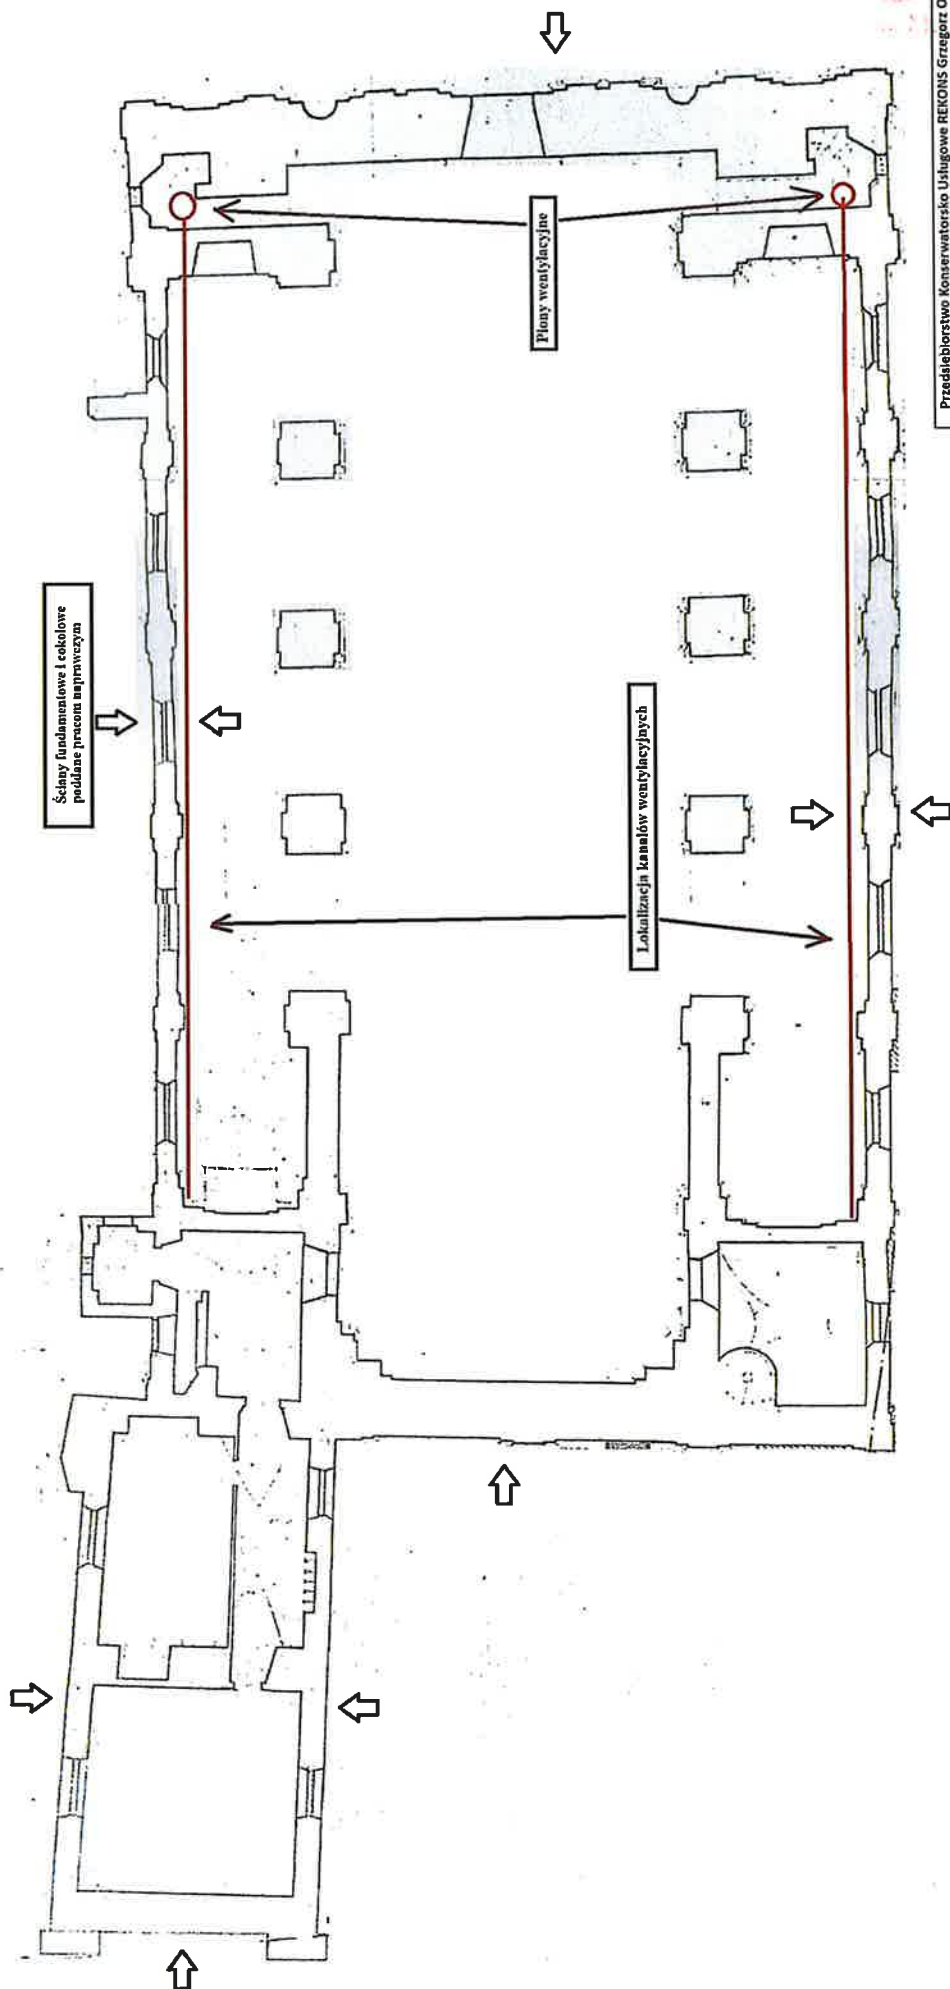 Ściany fundamentowe i cokołowe
poddane pracom naprawczym
Piony wentylacyjne
Lokalizacja kanałów wentylacyjnych
Przedsiębiorstwo Konserwatorsko Usługowe REKONS Grzegorz